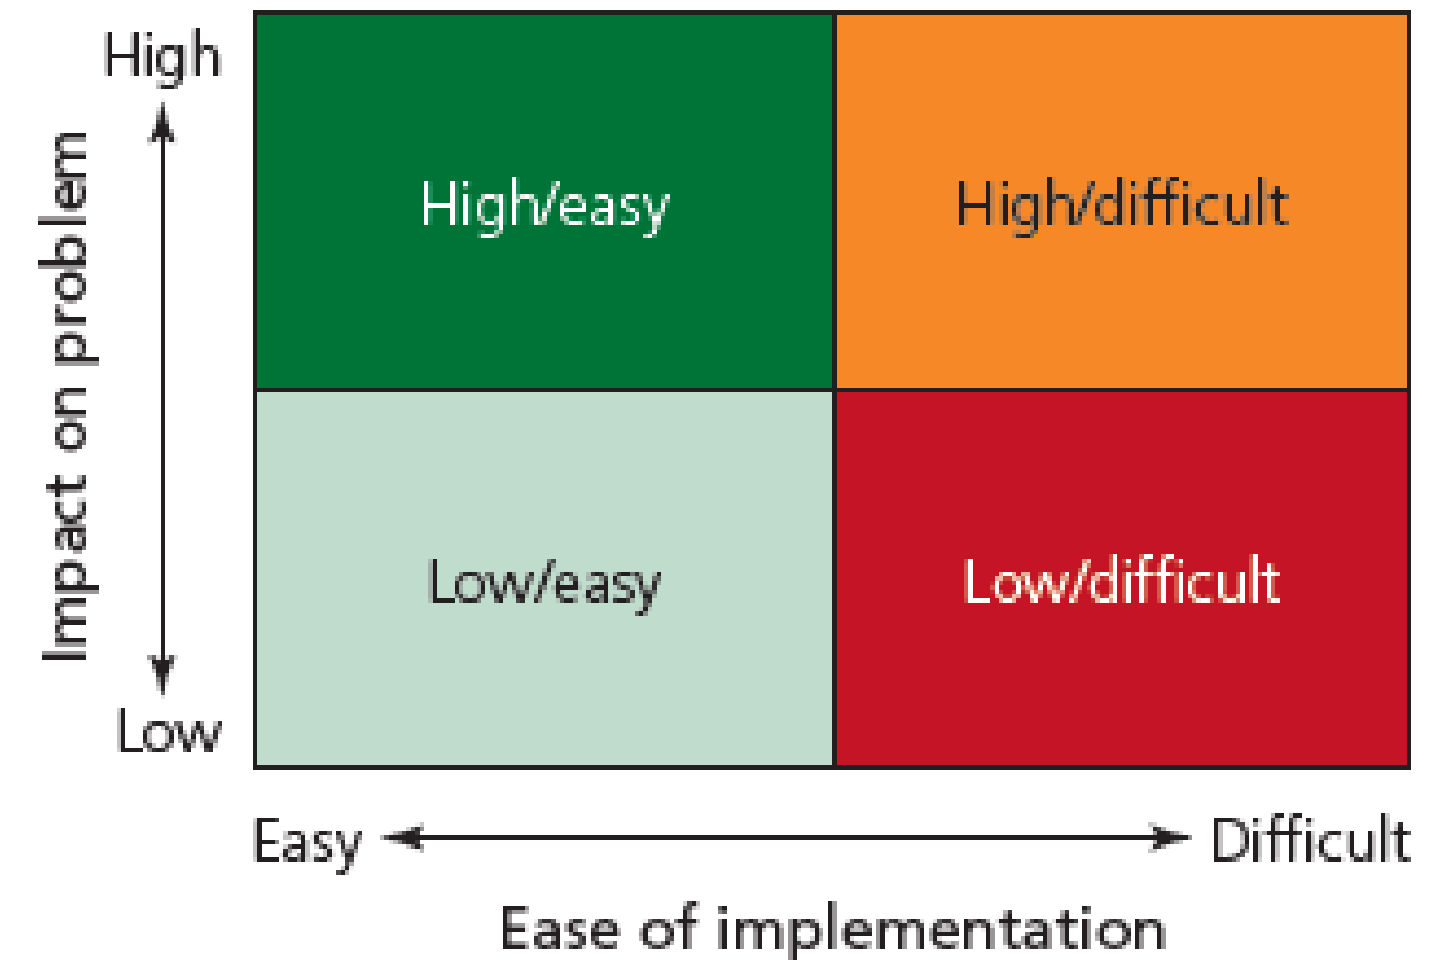 High
High/easy
High/difficult
Impact on problem
Low/easy
Low/difficult
Low
Easy
Difficult
Ease of implementation